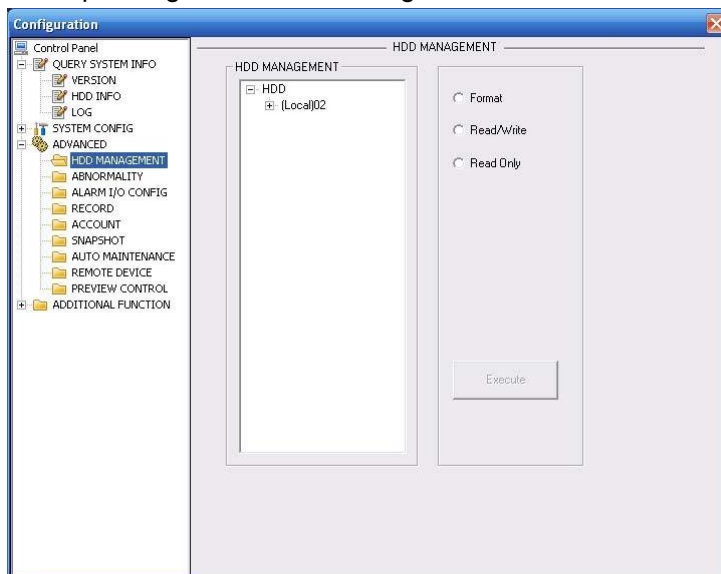 Configuration
Control Panel
QUERY SYSTEM INFO
VERSION
HDD INFO
LOG
SYSTEM CONFIG
ADVANCED
HDD MANAGEMENT
ABNORMALITY
ALARM I/O CONFIG
RECORD
ACCOUNT
SNAPSHOT
AUTO MAINTENANCE
REMOTE DEVICE
PREVIEW CONTROL
ADDITIONAL FUNCTION
HDD MANAGEMENT
HDD MANAGEMENT
HDD
(Local)02
Format
Read/Write
Read Only
Execute